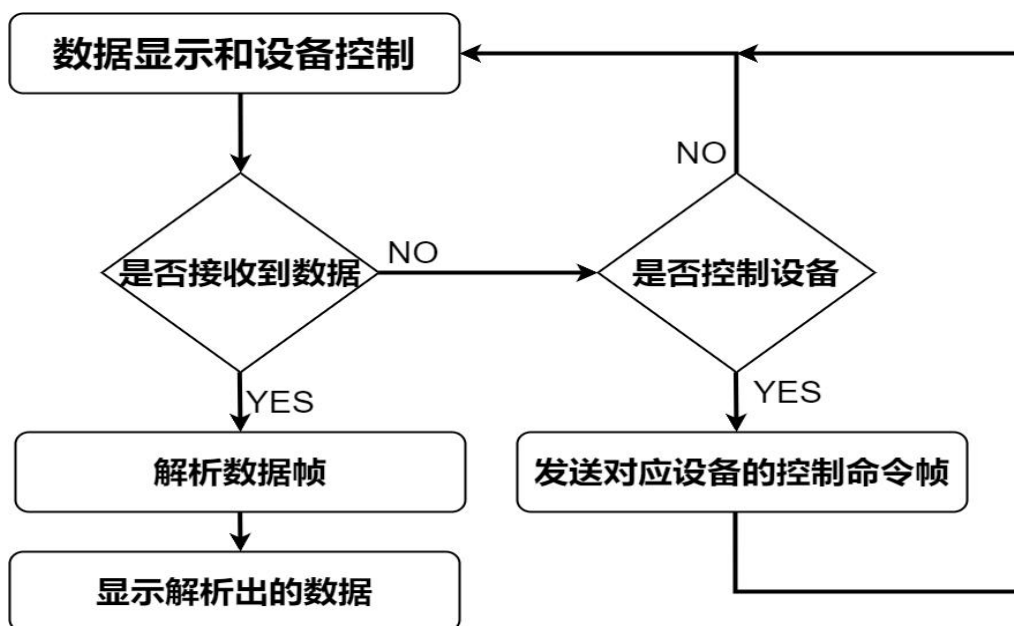 数据显示和设备控制
NO
是否接收到数据
NO
是否控制设备
YES
YES
解析数据帧
发送对应设备的控制命令帧
显示解析出的数据